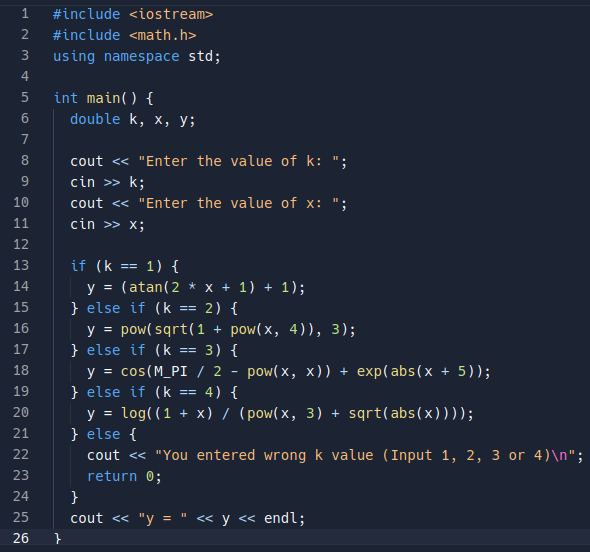 1 #include <iostream>
2 #include <math.h>
3 using namespace std;
4
5 int main() {
6   double k, x, y;
7
8   cout << "Enter the value of k: ";
9   cin >> k;
10   cout << "Enter the value of x: ";
11   cin >> x;
12
13   if (k == 1) {
14     y = (atan(2 * x + 1) + 1);
15   } else if (k == 2) {
16     y = pow(sqrt(1 + pow(x, 4)), 3);
17   } else if (k == 3) {
18     y = cos(M_PI / 2 - pow(x, x)) + exp(abs(x + 5));
19   } else if (k == 4) {
20     y = log((1 + x) / (pow(x, 3) + sqrt(abs(x))));
21   } else {
22     cout << "You entered wrong k value (Input 1, 2, 3 or 4)\n";
23     return 0;
24   }
25   cout << "y = " << y << endl;
26 }